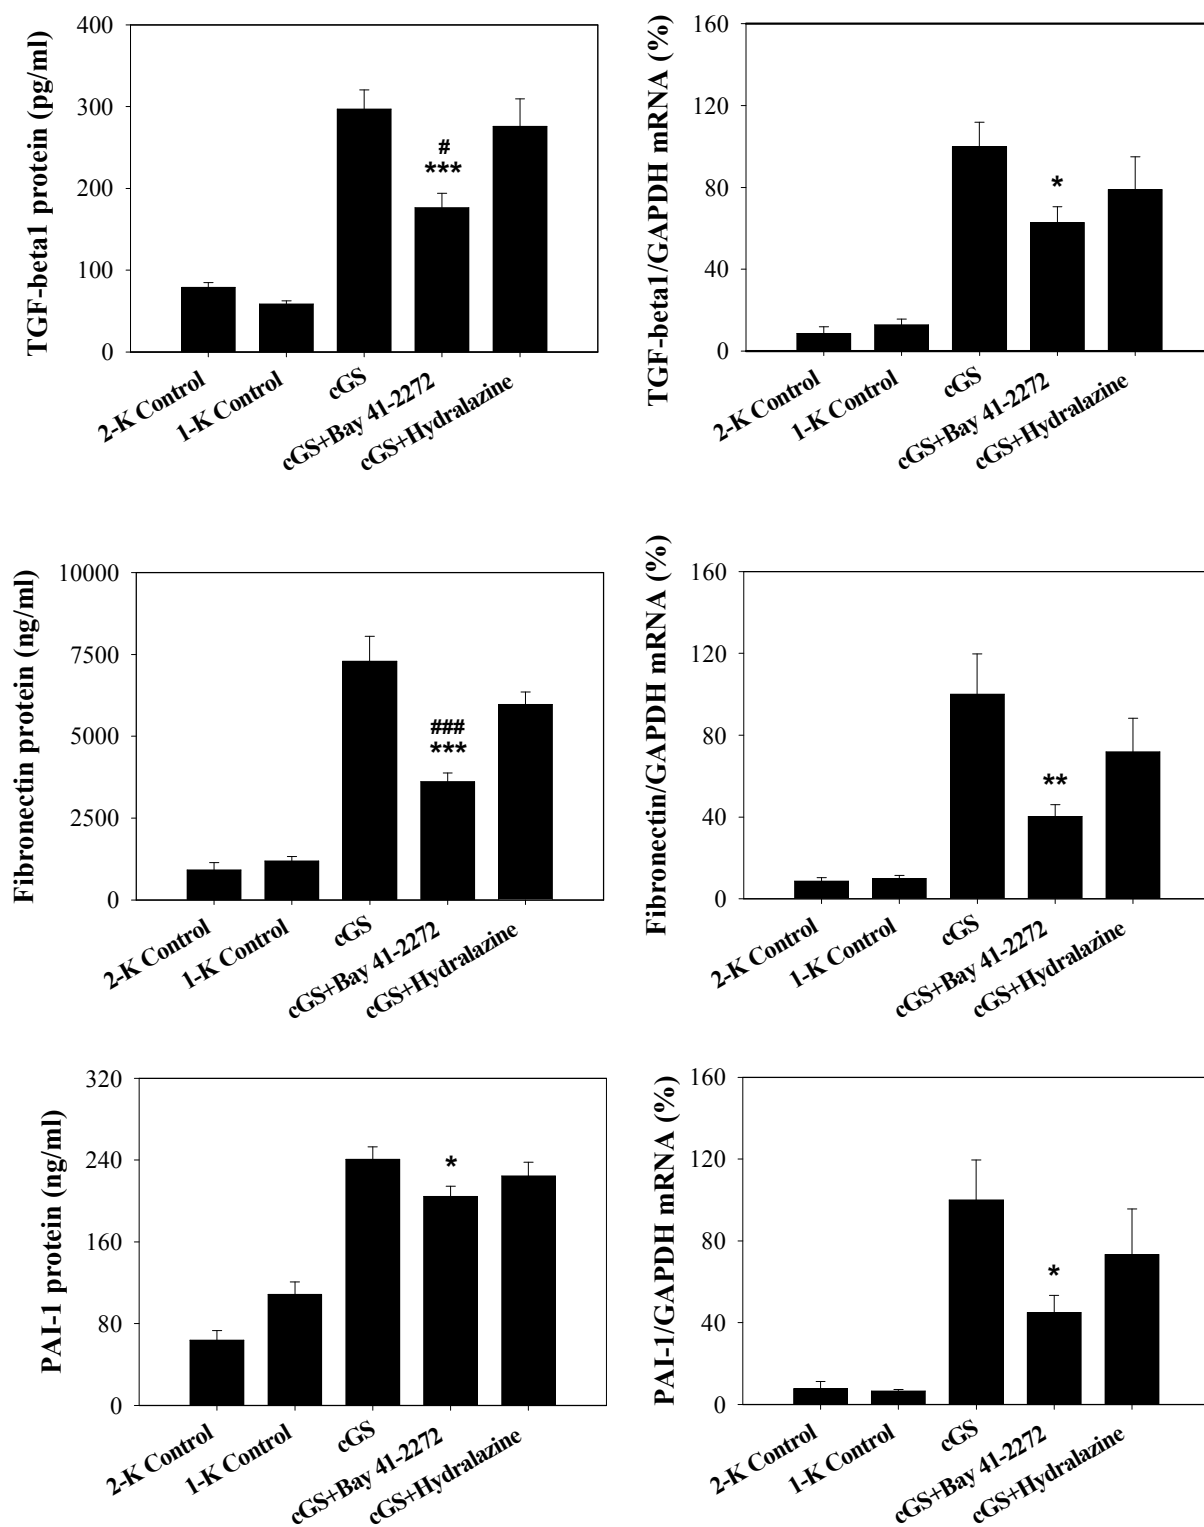 TGF-beta1 protein (pg/ml)
400
300
200
100
0
#
***
2-K Control
1-K Control
cGS
cGS+Bay 41-2272
cGS+Hydralazine
TGF-beta1/GAPDH mRNA (%)
160
120
80
40
0
*
2-K Control
1-K Control
cGS
cGS+Bay 41-2272
cGS+Hydralazine
Fibronectin protein (ng/ml)
10000
7500
5000
2500
0
###
***
2-K Control
1-K Control
cGS
cGS+Bay 41-2272
cGS+Hydralazine
Fibronectin/GAPDH mRNA (%)
160
120
80
40
0
**
2-K Control
1-K Control
cGS
cGS+Bay 41-2272
cGS+Hydralazine
PAI-1 protein (ng/ml)
320
240
160
80
0
*
2-K Control
1-K Control
cGS
cGS+Bay 41-2272
cGS+Hydralazine
PAI-1/GAPDH mRNA (%)
160
120
80
40
0
*
2-K Control
1-K Control
cGS
cGS+Bay 41-2272
cGS+Hydralazine